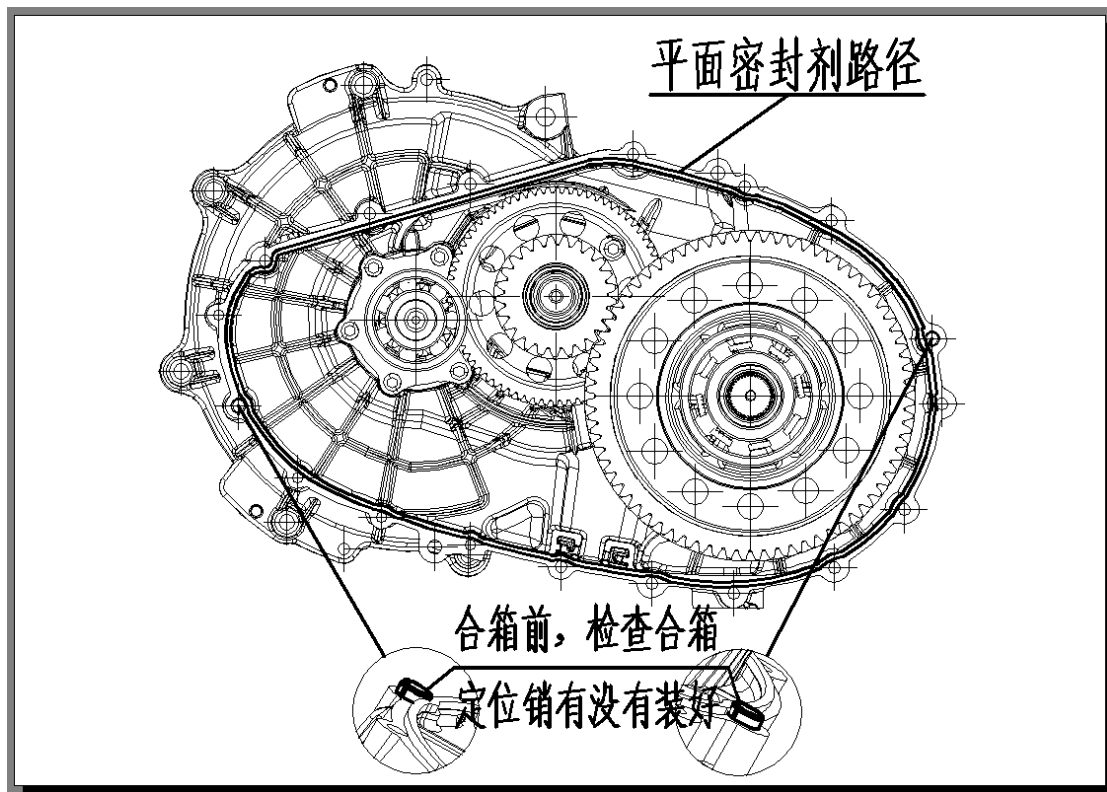 平面密封剂路径
合箱前，检查合箱
定位销有没有装好